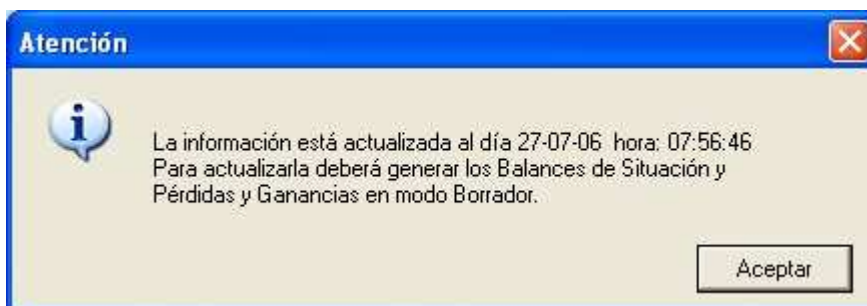 Atención
La información está actualizada al día 27-07-06 hora: 07:56:46
Para actualizarla deberá generar los Balances de Situación y
Pérdidas y Ganancias en modo Borrador.
Aceptar